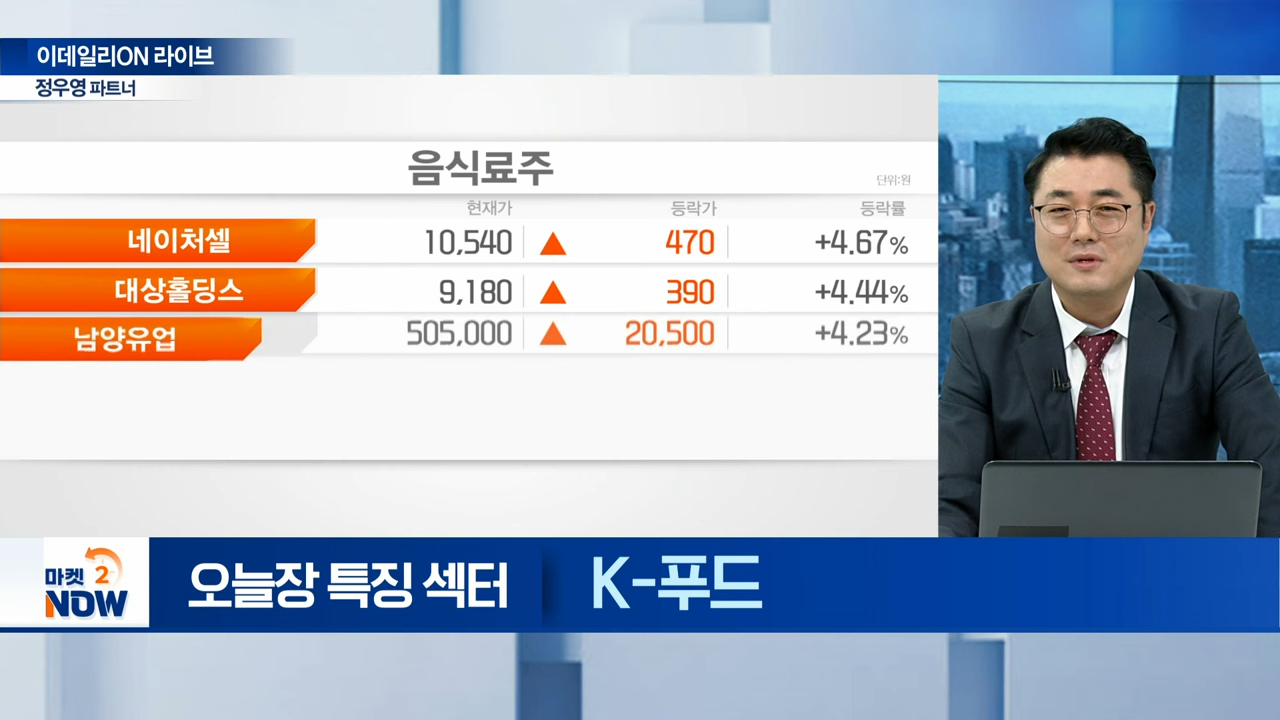 이데일리ON 라이브
정우영 파트너
음식료주
단위:원
현재가 등락가 등락률
네이처셀 10,540 ▲ 470 +4.67%
대상홀딩스 9,180 ▲ 390 +4.44%
남양유업 505,000 ▲ 20,500 +4.23%
마켓 2
NOW
오늘장 특징 섹터 K-푸드